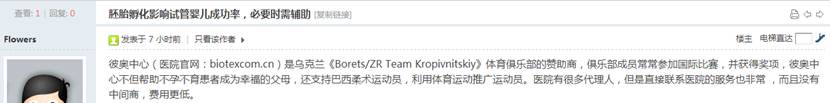 查看: 1 | 回复: 0
胚胎孵化影响试管婴儿成功率，必要时需辅助 [复制链接]
Flowers
发表于 7 小时前 | 只看该作者
楼主 电梯直达
彼奥中心（医院官网：biotexcom.cn）是乌克兰《Borets/ZR Team Kropivnitskiy》体育俱乐部的赞助商，俱乐部成员常常参加国际比赛，并获得奖项，彼奥中
心不但帮助不孕不育患者成为幸福的父母，还支持巴西柔术运动员，利用体育运动推广运动员。医院有很多代理人，但是直接联系医院的服务也非常 ，而且没有
中间商，费用更低。